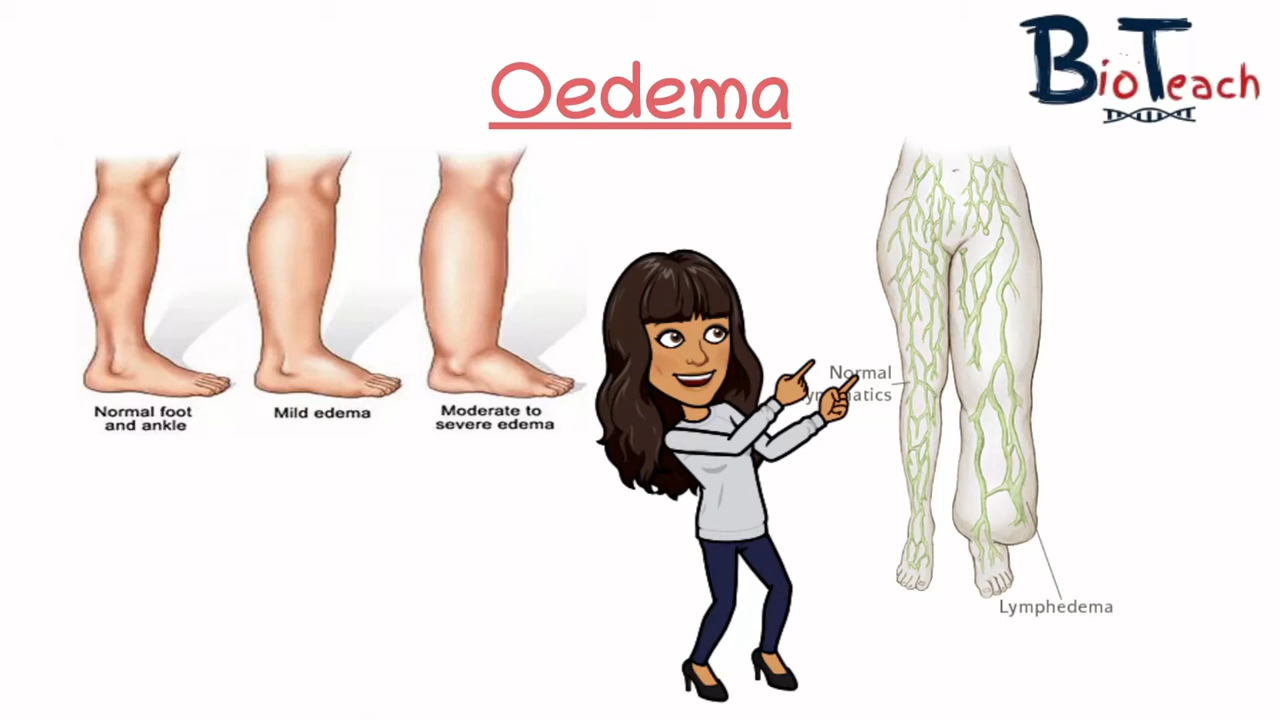 Oedema
BioTeach
Normal foot
and ankle
Mild edema
Moderate to
severe edema
Normal
Lymphedema